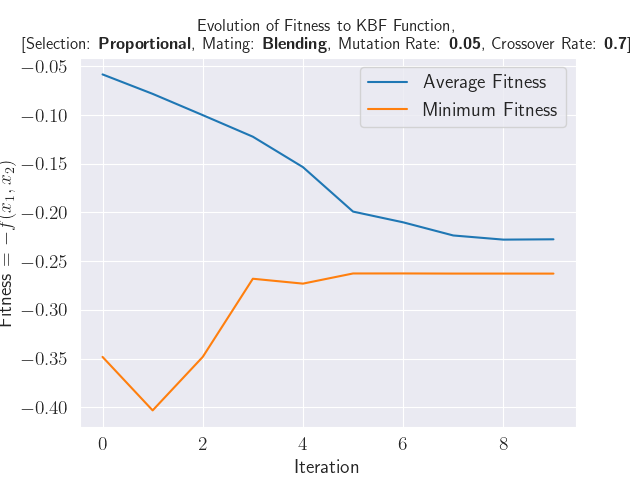 Evolution of Fitness to KBF Function,
[Selection: Proportional, Mating: Blending, Mutation Rate: 0.05, Crossover Rate: 0.7]
Average Fitness
Minimum Fitness
Fitness = −f(x₁, x₂)
−0.05
−0.10
−0.15
−0.20
−0.25
−0.30
−0.35
−0.40
0 2 4 6 8
Iteration